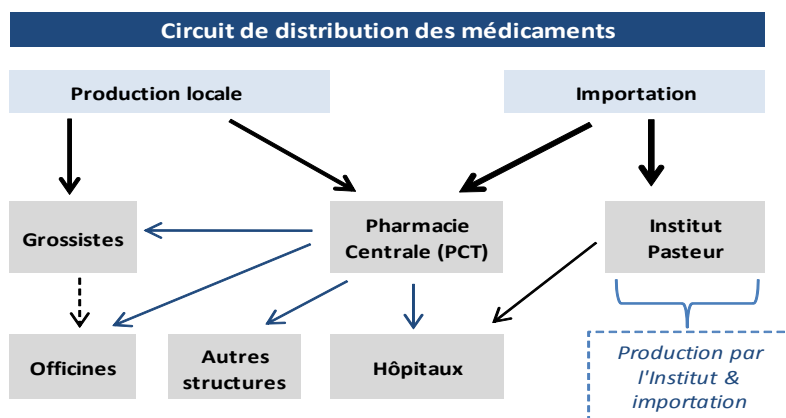 Circuit de distribution des médicaments
Production locale
Importation
Grossistes
Pharmacie
Centrale (PCT)
Institut
Pasteur
Officines
Autres
structures
Hôpitaux
Production par
l'Institut &
importation